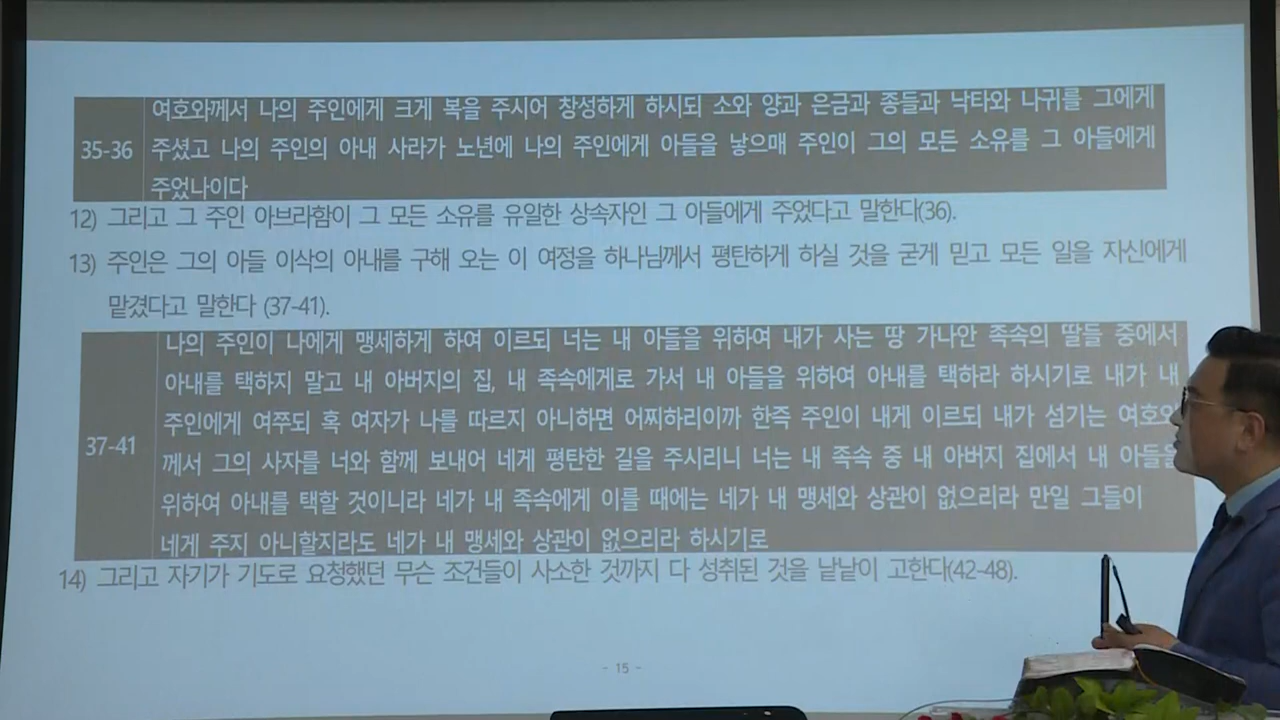 여호와께서 나의 주인에게 크게 복을 주시어 창성하게 하시되 소와 양과 은금과 종들과 낙타와 나귀를 그에게
35-36 주셨고 나의 주인의 아내 사라가 노년에 나의 주인에게 아들을 낳으매 주인이 그의 모든 소유를 그 아들에게
주었나이다
12) 그리고 그 주인 아브라함이 그 모든 소유를 유일한 상속자인 그 아들에게 주었다고 말한다(36).
13) 주인은 그의 아들 이삭의 아내를 구해 오는 이 여정을 하나님께서 평탄하게 하실 것을 굳게 믿고 모든 일을 자신에게
맡겼다고 말한다 (37-41).
나의 주인이 나에게 맹세하게 하여 이르되 너는 내 아들을 위하여 내가 사는 땅 가나안 족속의 딸들 중에서
아내를 택하지 말고 내 아버지의 집, 내 족속에게로 가서 내 아들을 위하여 아내를 택하라 하시기로 내가 내
주인에게 여쭈되 혹 여자가 나를 따르지 아니하면 어찌하리이까 한즉 주인이 내게 이르되 내가 섬기는 여호와
37-41 께서 그의 사자를 너와 함께 보내어 네게 평탄한 길을 주시리니 너는 내 족속 중 내 아버지 집에서 내 아들을
위하여 아내를 택할 것이니라 네가 내 족속에게 이를 때에는 네가 내 맹세와 상관이 없으리라 만일 그들이
네게 주지 아니할지라도 네가 내 맹세와 상관이 없으리라 하시기로
14) 그리고 자기가 기도로 요청했던 무슨 조건들이 사소한 것까지 다 성취된 것을 낱낱이 고한다(42-48).
- 15 -